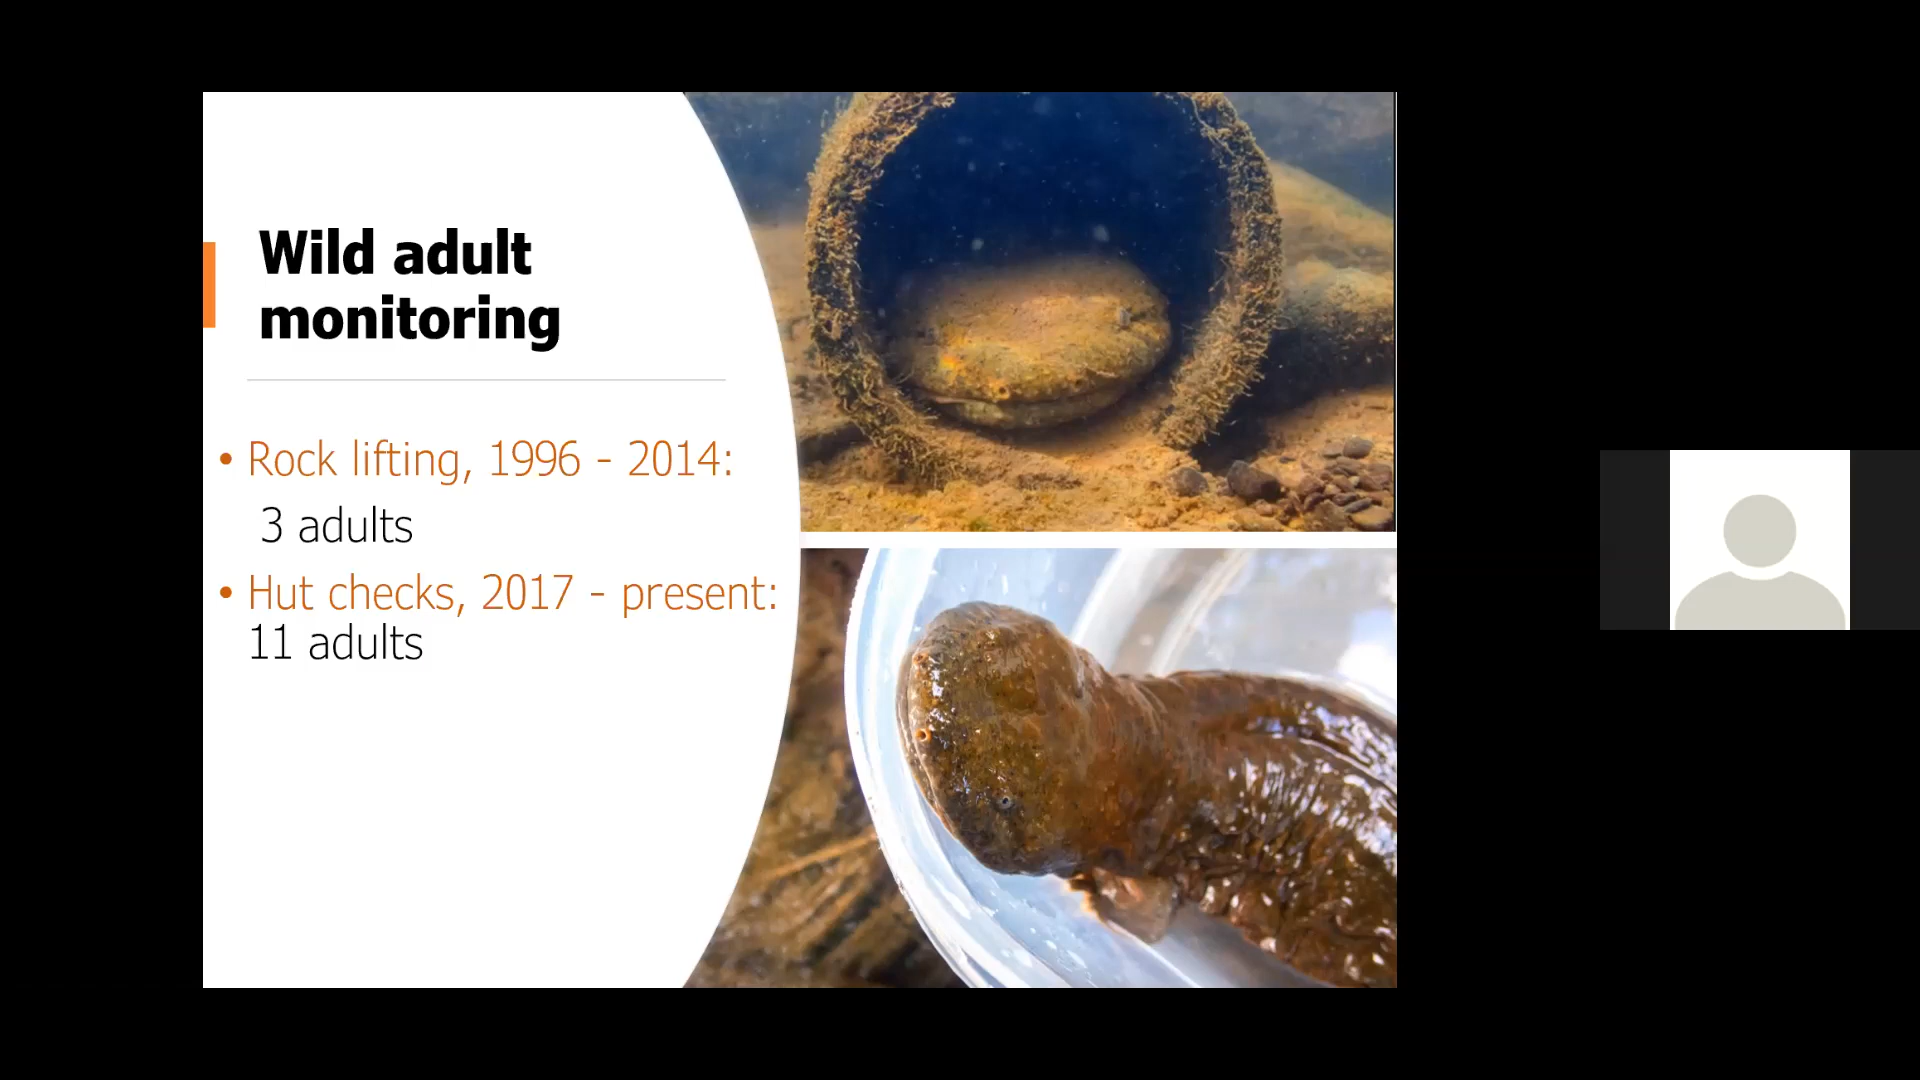 Wild adult
monitoring
• Rock lifting, 1996 - 2014:
3 adults
• Hut checks, 2017 - present:
11 adults